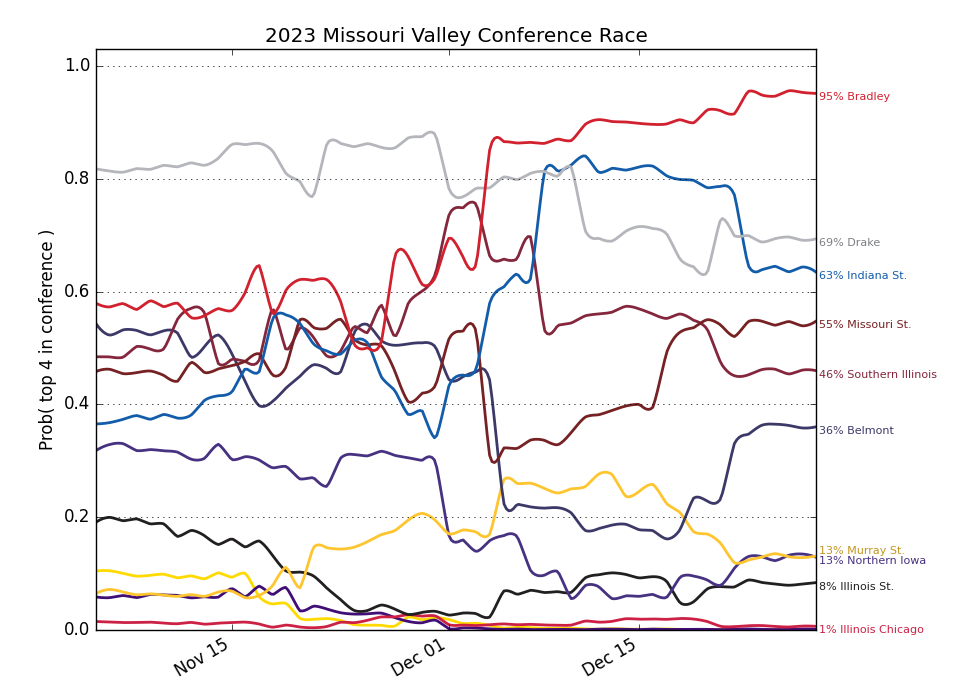 2023 Missouri Valley Conference Race
Prob( top 4 in conference )
1.0
0.8
0.6
0.4
0.2
0.0
Nov 15
Dec 01
Dec 15
95% Bradley
69% Drake
63% Indiana St.
55% Missouri St.
46% Southern Illinois
36% Belmont
13% Murray St.
13% Northern Iowa
8% Illinois St.
1% Illinois Chicago